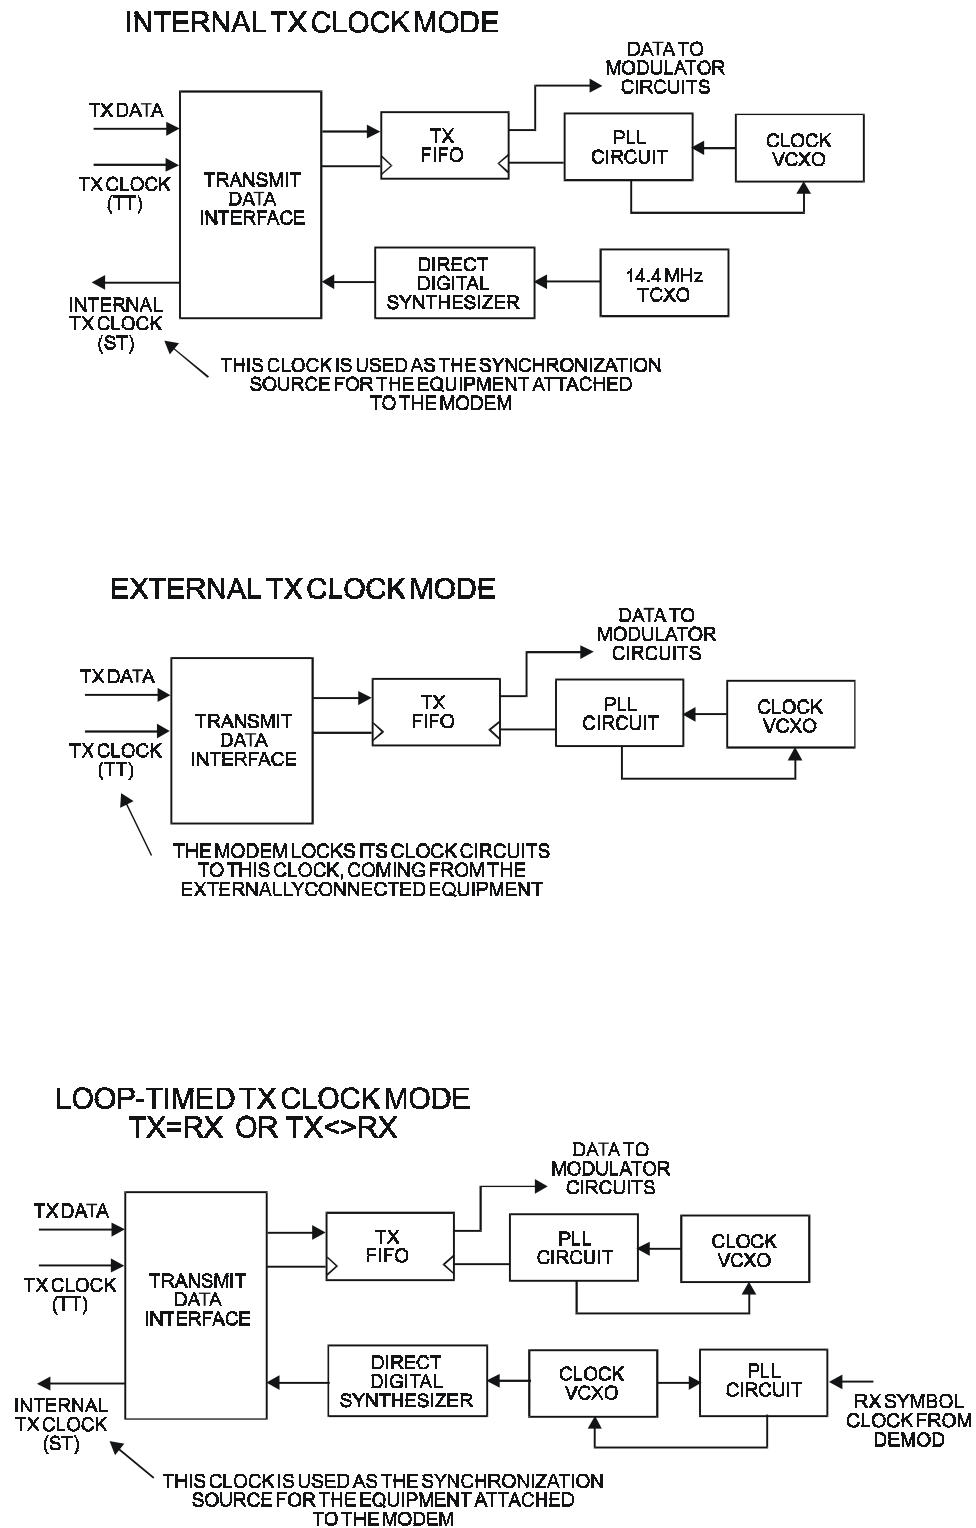 INTERNAL TX CLOCK MODE
DATA TO
MODULATOR
CIRCUITS
TX DATA
TX CLOCK
(TT)
TRANSMIT
DATA
INTERFACE
TX
FIFO
PLL
CIRCUIT
CLOCK
VCXO
DIRECT
DIGITAL
SYNTHESIZER
14.4 MHz
TCXO
INTERNAL
TX CLOCK
(ST)
THIS CLOCK IS USED AS THE SYNCHRONIZATION
SOURCE FOR THE EQUIPMENT ATTACHED
TO THE MODEM
EXTERNAL TX CLOCK MODE
DATA TO
MODULATOR
CIRCUITS
TX DATA
TX CLOCK
(TT)
TRANSMIT
DATA
INTERFACE
TX
FIFO
PLL
CIRCUIT
CLOCK
VCXO
THE MODEM LOCKS ITS CLOCK CIRCUITS
TO THIS CLOCK, COMING FROM THE
EXTERNALLY CONNECTED EQUIPMENT
LOOP-TIMED TX CLOCK MODE
TX=RX OR TX<>RX
DATA TO
MODULATOR
CIRCUITS
TX DATA
TX CLOCK
(TT)
TRANSMIT
DATA
INTERFACE
TX
FIFO
PLL
CIRCUIT
CLOCK
VCXO
DIRECT
DIGITAL
SYNTHESIZER
CLOCK
VCXO
PLL
CIRCUIT
RX SYMBOL
CLOCK FROM
DEMOD
INTERNAL
TX CLOCK
(ST)
THIS CLOCK IS USED AS THE SYNCHRONIZATION
SOURCE FOR THE EQUIPMENT ATTACHED
TO THE MODEM